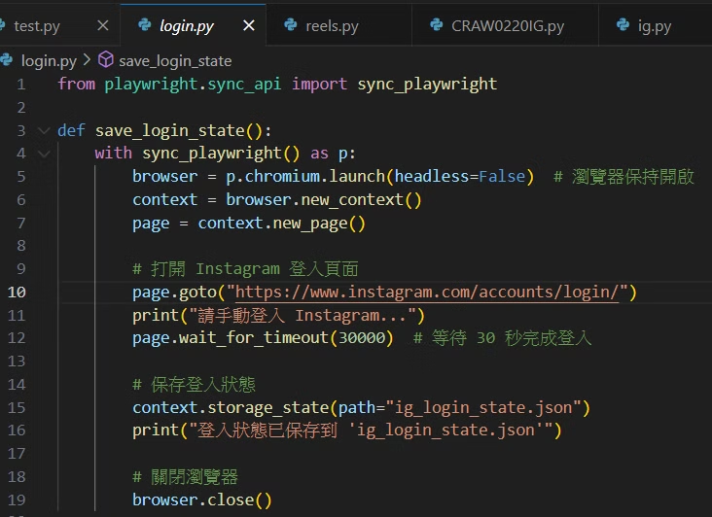 test.py login.py reels.py CRAW0220IG.py ig.py
login.py > save_login_state
1 from playwright.sync_api import sync_playwright
2
3 def save_login_state():
4 with sync_playwright() as p:
5 browser = p.chromium.launch(headless=False) # 瀏覽器保持開啟
6 context = browser.new_context()
7 page = context.new_page()
8
9 # 打開 Instagram 登入頁面
10 page.goto("https://www.instagram.com/accounts/login/")
11 print("請手動登入 Instagram...")
12 page.wait_for_timeout(30000) # 等待 30 秒完成登入
13
14 # 保存登入狀態
15 context.storage_state(path="ig_login_state.json")
16 print("登入狀態已保存到 'ig_login_state.json'")
17
18 # 關閉瀏覽器
19 browser.close()